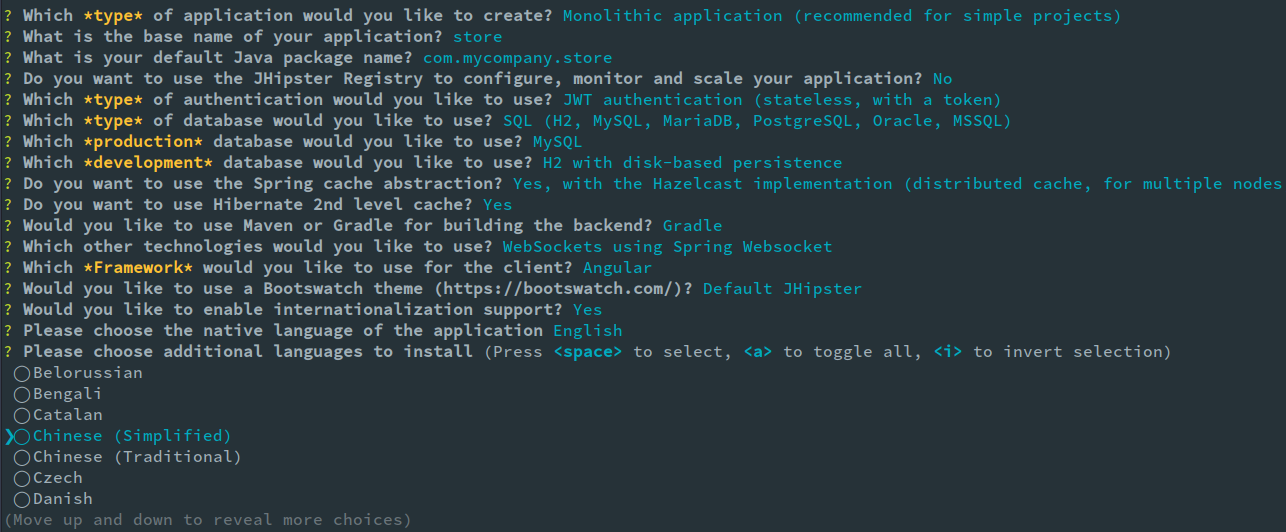 ? Which *type* of application would you like to create? Monolithic application (recommended for simple projects)
? What is the base name of your application? store
? What is your default Java package name? com.mycompany.store
? Do you want to use the JHipster Registry to configure, monitor and scale your application? No
? Which *type* of authentication would you like to use? JWT authentication (stateless, with a token)
? Which *type* of database would you like to use? SQL (H2, MySQL, MariaDB, PostgreSQL, Oracle, MSSQL)
? Which *production* database would you like to use? MySQL
? Which *development* database would you like to use? H2 with disk-based persistence
? Do you want to use the Spring cache abstraction? Yes, with the Hazelcast implementation (distributed cache, for multiple nodes
? Do you want to use Hibernate 2nd level cache? Yes
? Would you like to use Maven or Gradle for building the backend? Gradle
? Which other technologies would you like to use? WebSockets using Spring Websocket
? Which *Framework* would you like to use for the client? Angular
? Would you like to use a Bootswatch theme (https://bootswatch.com/)? Default JHipster
? Would you like to enable internationalization support? Yes
? Please choose the native language of the application English
? Please choose additional languages to install (Press <space> to select, <a> to toggle all, <i> to invert selection)
◯Belorussian
◯Bengali
◯Catalan
❯◯Chinese (Simplified)
◯Chinese (Traditional)
◯Czech
◯Danish
(Move up and down to reveal more choices)